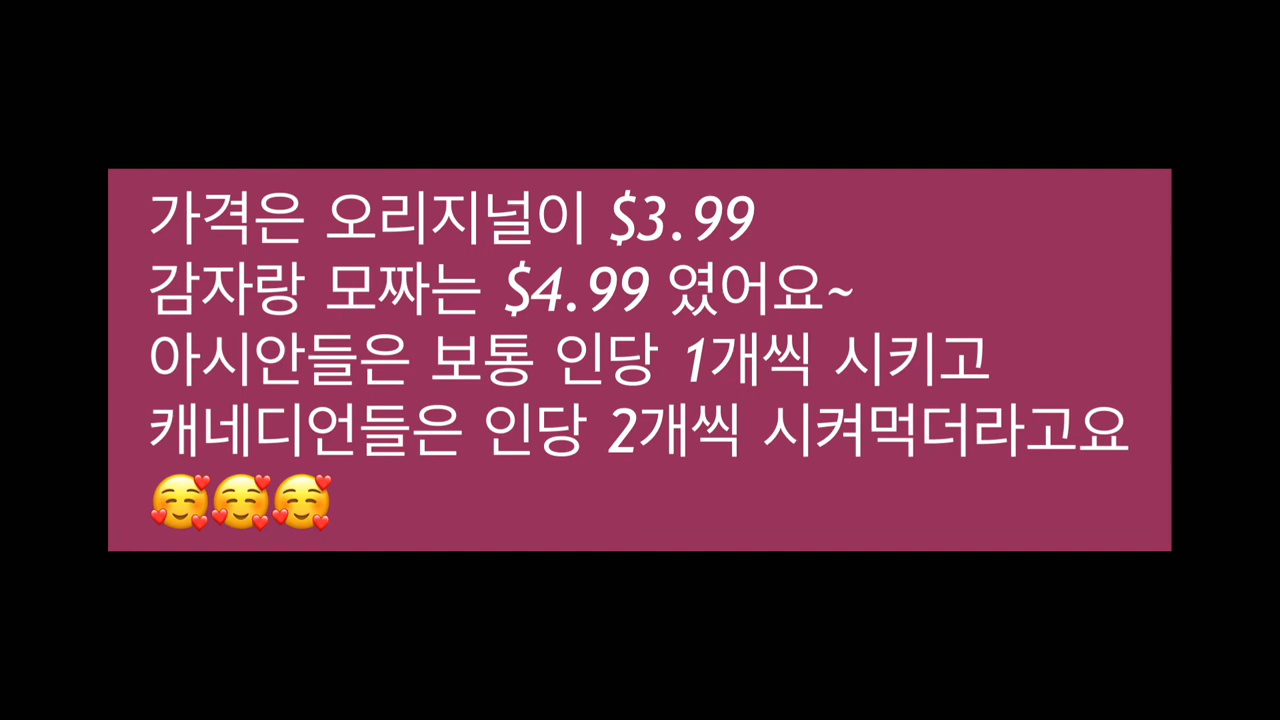 가격은 오리지널이 $3.99
감자랑 모짜는 $4.99 였어요~
아시안들은 보통 인당 1개씩 시키고
캐네디언들은 인당 2개씩 시켜먹더라고요
🥰🥰🥰